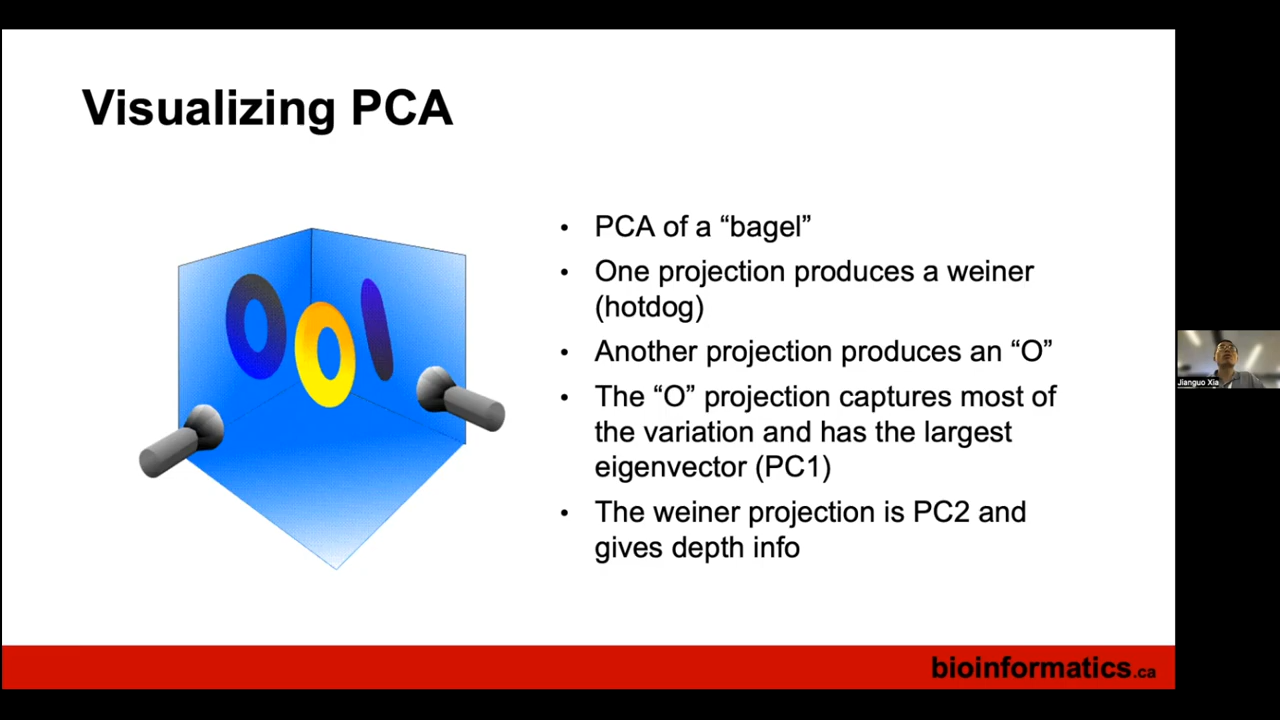 Visualizing PCA
• PCA of a “bagel”
• One projection produces a weiner
(hotdog)
• Another projection produces an “O”
• The “O” projection captures most of
the variation and has the largest
eigenvector (PC1)
• The weiner projection is PC2 and
gives depth info
Jianguo Xia
bioinformatics.ca